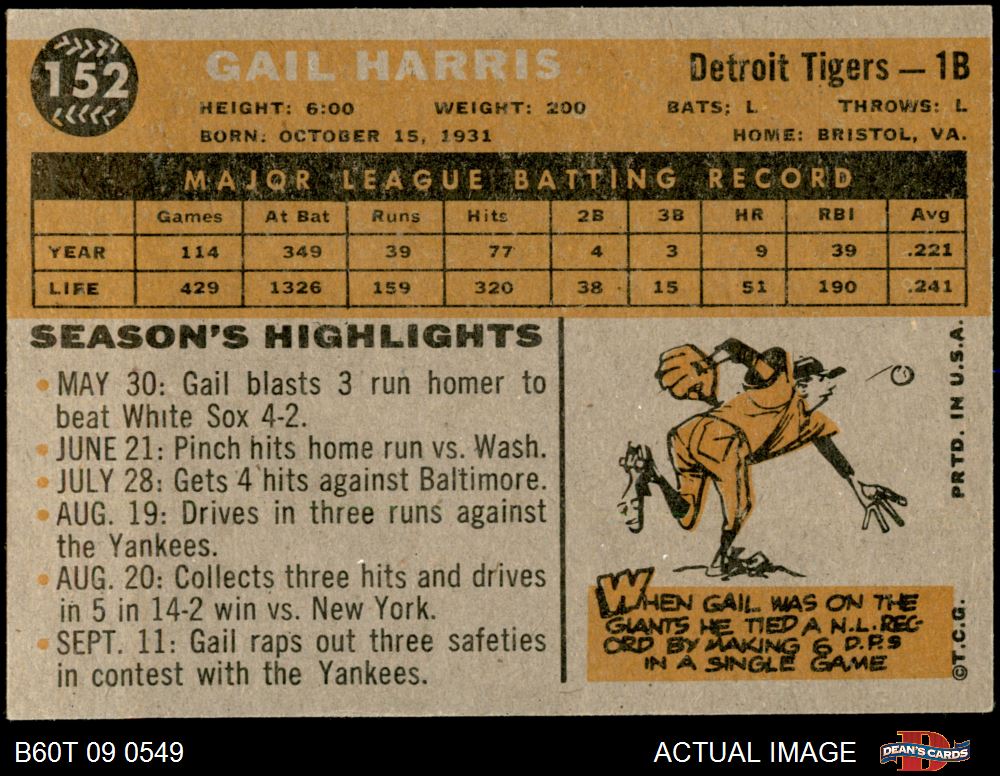 152
GAIL HARRIS
Detroit Tigers — 1B
HEIGHT: 6:00 WEIGHT: 200 BATS: L THROWS: L
BORN: OCTOBER 15, 1931 HOME: BRISTOL, VA.
MAJOR LEAGUE BATTING RECORD
Games At Bat Runs Hits 2B 3B HR RBI Avg
YEAR 114 349 39 77 4 3 9 39 .221
LIFE 429 1326 159 320 38 15 51 190 .241
SEASON'S HIGHLIGHTS
• MAY 30: Gail blasts 3 run homer to
beat White Sox 4-2.
• JUNE 21: Pinch hits home run vs. Wash.
• JULY 28: Gets 4 hits against Baltimore.
• AUG. 19: Drives in three runs against
the Yankees.
• AUG. 20: Collects three hits and drives
in 5 in 14-2 win vs. New York.
• SEPT. 11: Gail raps out three safeties
in contest with the Yankees.
WHEN GAIL WAS ON THE
GIANTS HE TIED A N.L. REC-
ORD BY MAKING 6 D.P.S
IN A SINGLE GAME
PRTD. IN U.S.A.
©T.C.G.
B60T 09 0549
ACTUAL IMAGE
D
DEAN'S CARDS